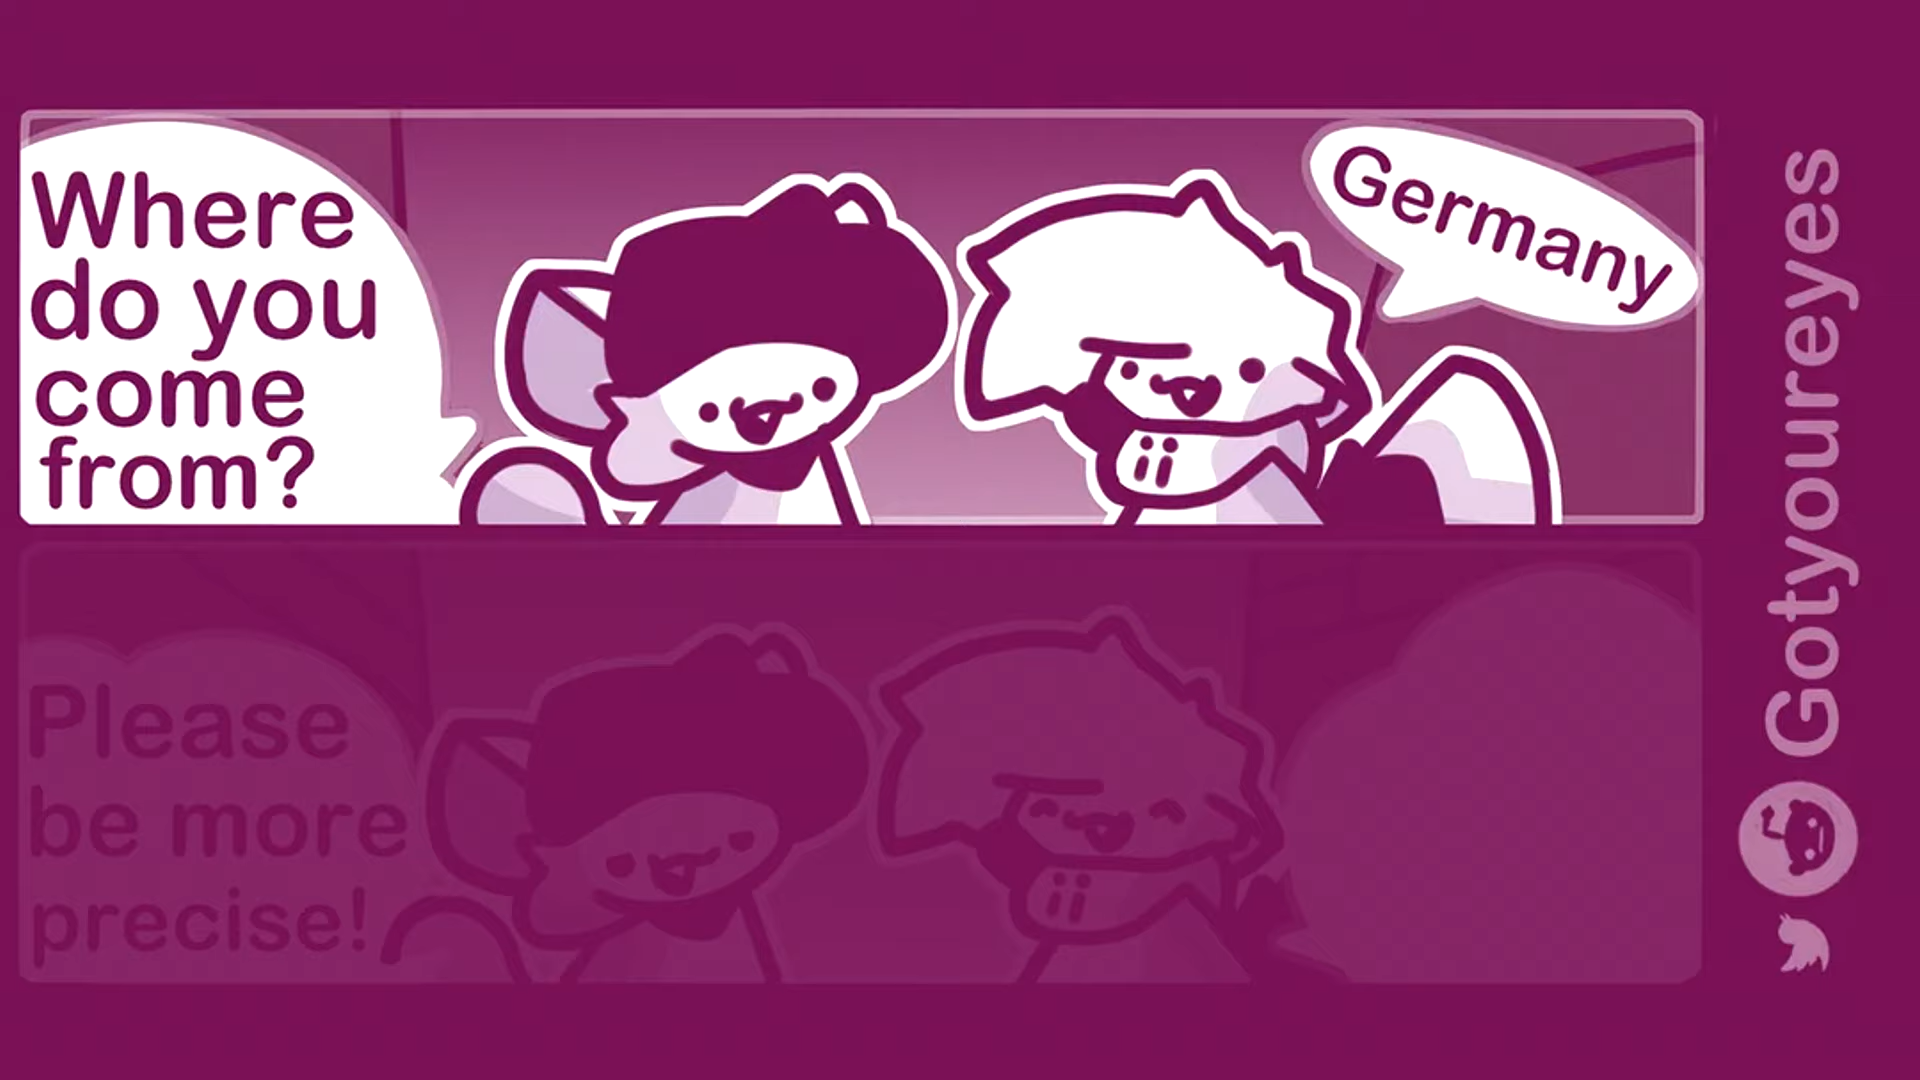 Where
do you
come
from?
Germany
Please
be more
precise!
Gotyoureyes